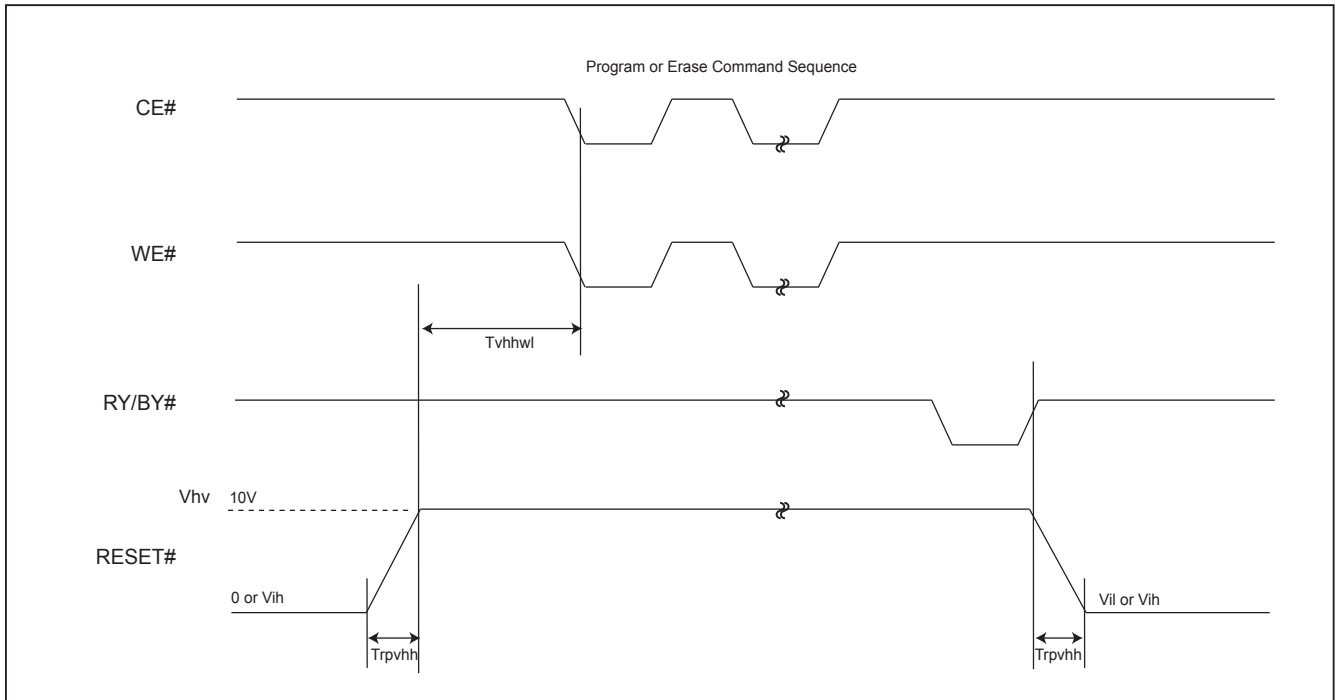 Program or Erase Command Sequence
CE#
WE#
Tvhhwl
RY/BY#
Vhv 10V
RESET#
0 or Vih
Vil or Vih
Trpvhh
Trpvhh